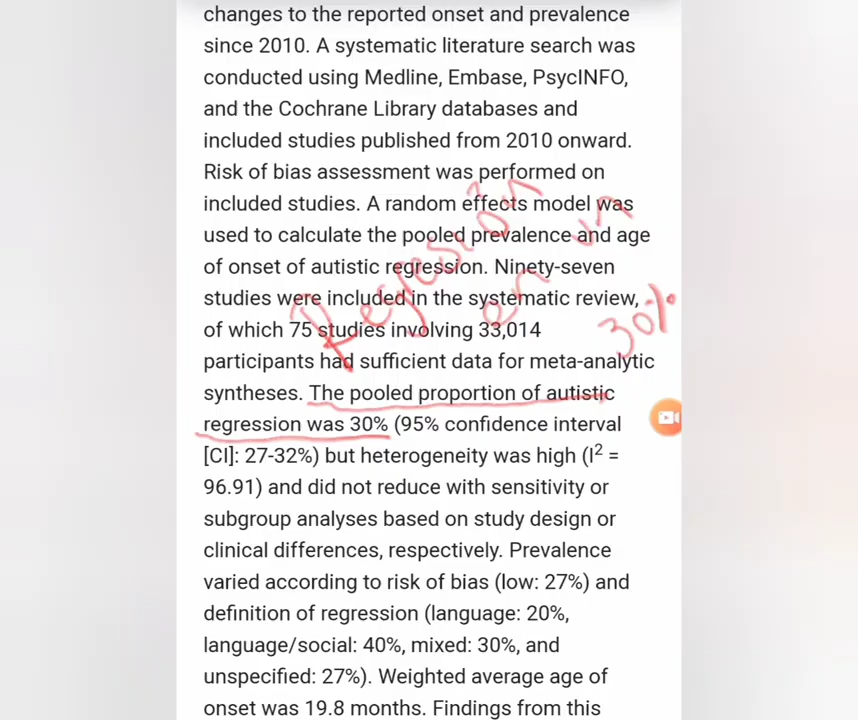 changes to the reported onset and prevalence
since 2010. A systematic literature search was
conducted using Medline, Embase, PsycINFO,
and the Cochrane Library databases and
included studies published from 2010 onward.
Risk of bias assessment was performed on
included studies. A random effects model was
used to calculate the pooled prevalence and age
of onset of autistic regression. Ninety-seven
studies were included in the systematic review,
of which 75 studies involving 33,014
participants had sufficient data for meta-analytic
syntheses. The pooled proportion of autistic
regression was 30% (95% confidence interval
[CI]: 27-32%) but heterogeneity was high (I² =
96.91) and did not reduce with sensitivity or
subgroup analyses based on study design or
clinical differences, respectively. Prevalence
varied according to risk of bias (low: 27%) and
definition of regression (language: 20%,
language/social: 40%, mixed: 30%, and
unspecified: 27%). Weighted average age of
onset was 19.8 months. Findings from this
Regresión
en un
30%